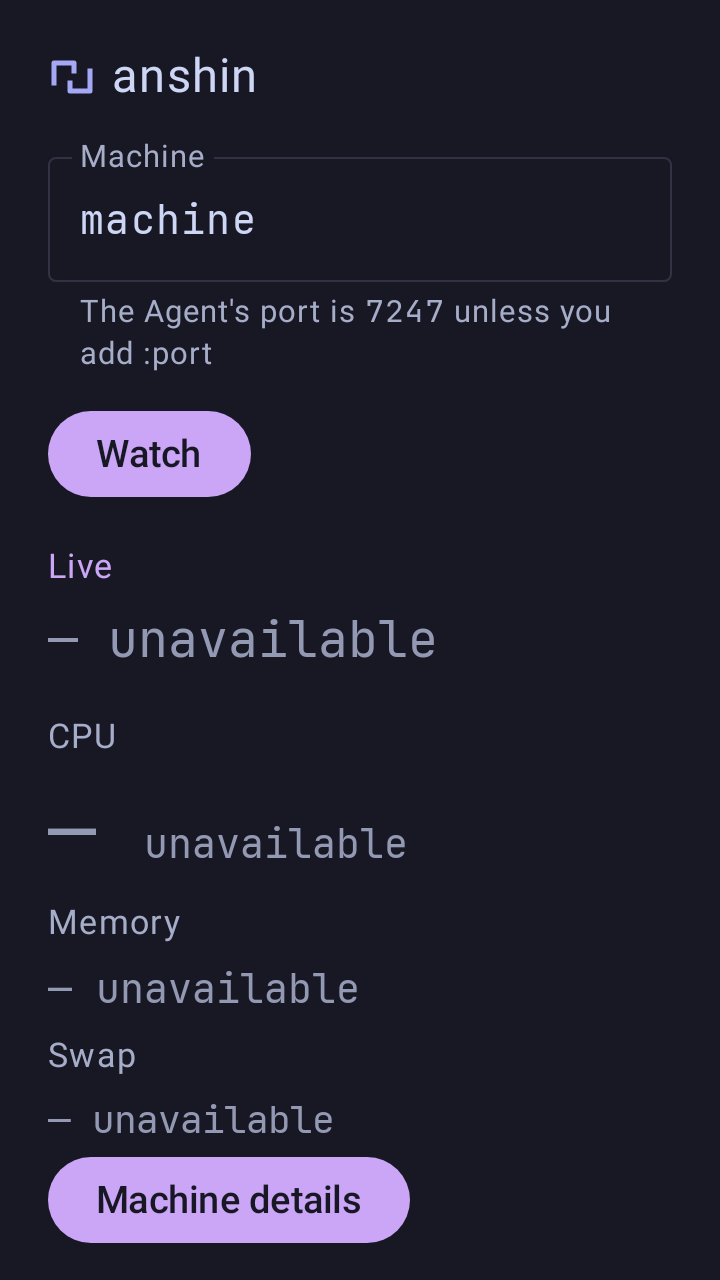 anshin
Machine
machine
The Agent's port is 7247 unless you
add :port
Watch
Live
— unavailable
CPU
— unavailable
Memory
— unavailable
Swap
— unavailable
Machine details